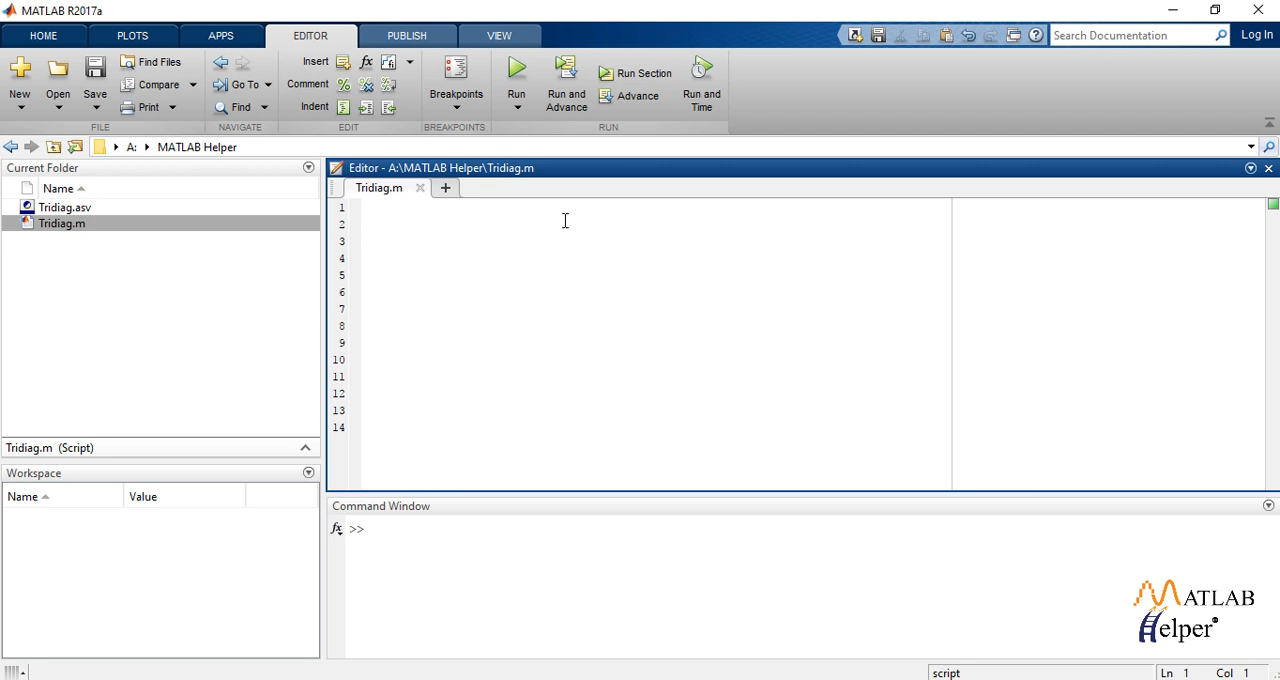 MATLAB R2017a
HOME PLOTS APPS EDITOR PUBLISH VIEW Search Documentation Log In
New Open Save Find Files Compare Print
FILE
Go To Find
NAVIGATE
Insert fx
Comment % %
Indent
EDIT
Breakpoints
BREAKPOINTS
Run Run and Advance Run Section Advance Run and Time
RUN
A: MATLAB Helper
Current Folder
Name
Tridiag.asv
Tridiag.m
Tridiag.m (Script)
Workspace
Name Value
Editor - A:\MATLAB Helper\Tridiag.m
Tridiag.m
1
2
3
4
5
6
7
8
9
10
11
12
13
14
Command Window
fx >>
MATLAB
Helper®
script Ln 1 Col 1